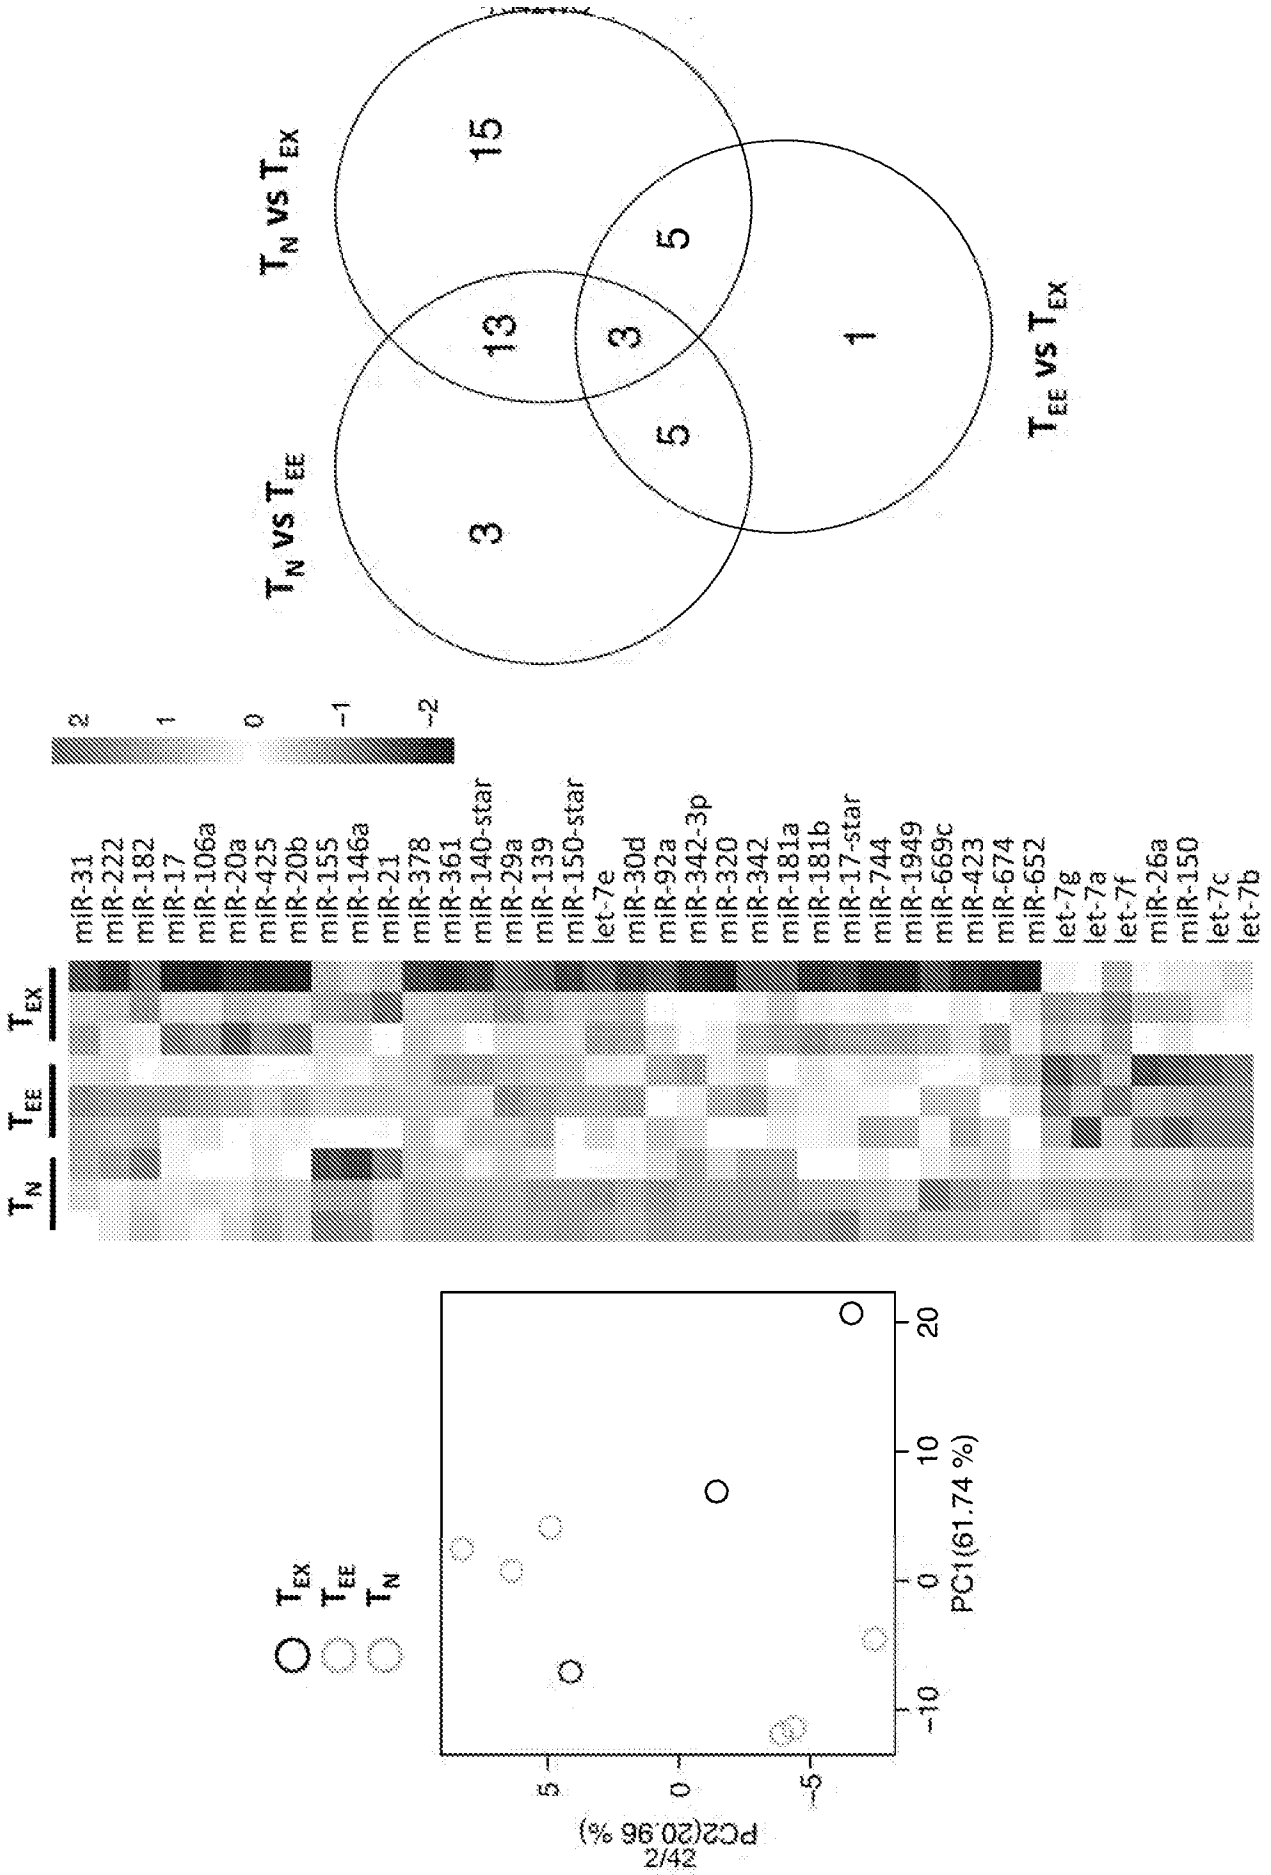 T_EX
T_EE
T_N
PC2(20.96 %)
5
0
-5
-10
0
10
20
PC1(61.74 %)
T_N
T_EE
T_EX
miR-31
miR-222
miR-182
miR-17
miR-106a
miR-20a
miR-425
miR-20b
miR-155
miR-146a
miR-21
miR-378
miR-361
miR-140-star
miR-29a
miR-139
miR-150-star
let-7e
miR-30d
miR-92a
miR-342-3p
miR-320
miR-342
miR-181a
miR-181b
miR-17-star
miR-744
miR-1949
miR-669c
miR-423
miR-674
miR-652
let-7g
let-7a
let-7f
miR-26a
miR-150
let-7c
let-7b
2
1
0
-1
-2
T_N vs T_EE
T_N vs T_EX
3
13
15
5
3
5
1
T_EE vs T_EX
2/42